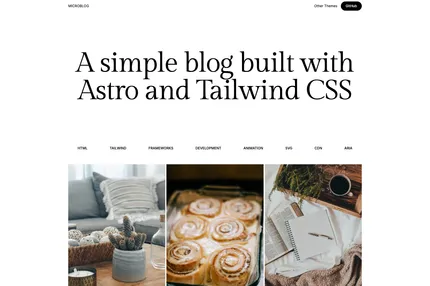 MICROBLOG
Other Themes GitHub
A simple blog built with
Astro and Tailwind CSS
HTML TAILWIND FRAMEWORKS DEVELOPMENT ANIMATION SVG CDN ARIA